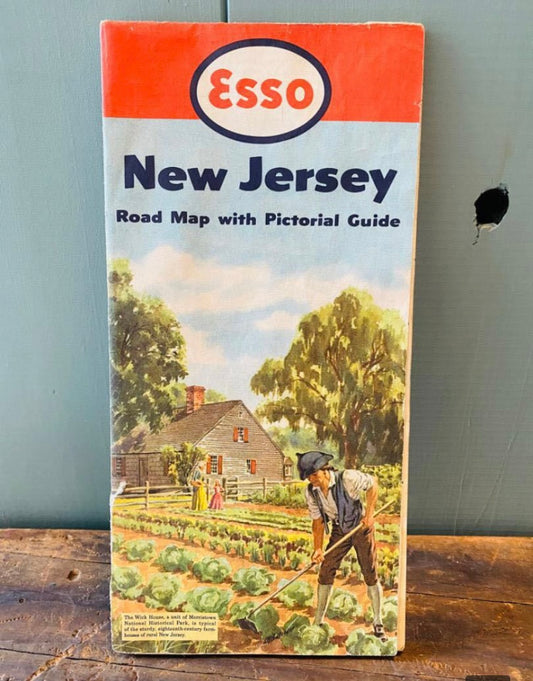 Esso
New Jersey
Road Map with Pictorial Guide
The Wick House, a unit of Morristown
National Historical Park, is typical
of the sturdy, eighteenth-century farm-
houses of rural New Jersey.